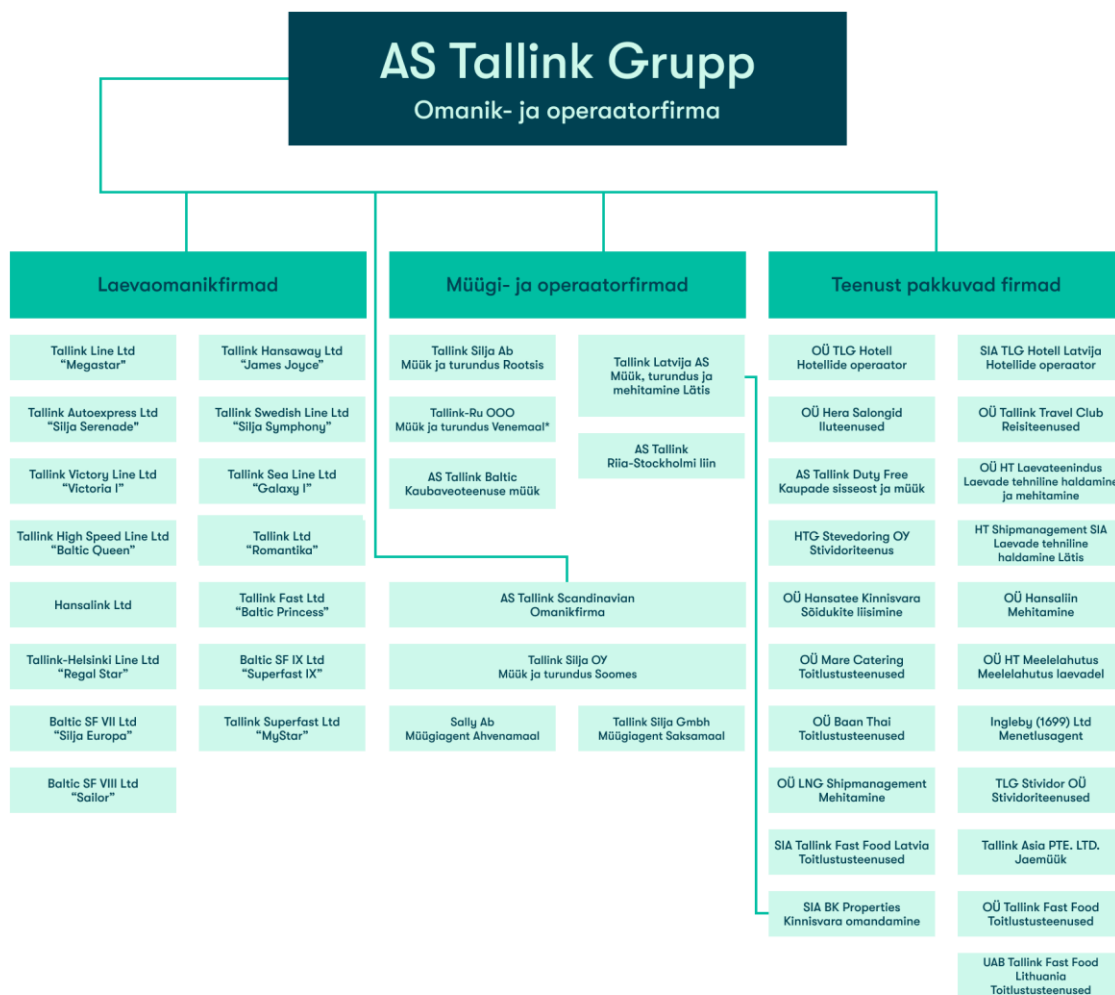 AS Tallink Grupp
Omanik- ja operaatorfirma
Laevaomanikfirmad
Tallink Line Ltd
“Megastar”
Tallink Hansaway Ltd
“James Joyce”
Tallink Autoexpress Ltd
“Silja Serenade”
Tallink Swedish Line Ltd
“Silja Symphony”
Tallink Victory Line Ltd
“Victoria I”
Tallink Sea Line Ltd
“Galaxy I”
Tallink High Speed Line Ltd
“Baltic Queen”
Tallink Ltd
“Romantika”
Hansalink Ltd
Tallink Fast Ltd
“Baltic Princess”
Tallink-Helsinki Line Ltd
“Regal Star”
Baltic SF IX Ltd
“Superfast IX”
Baltic SF VII Ltd
“Silja Europa”
Tallink Superfast Ltd
“MyStar”
Baltic SF VIII Ltd
“Sailor”
Müügi- ja operaatorfirmad
Tallink Silja Ab
Müük ja turundus Rootsis
Tallink Latvija AS
Müük, turundus ja
mehitamine Lätis
Tallink-Ru OOO
Müük ja turundus Venemaal*
AS Tallink
Riia-Stockholmi liin
AS Tallink Baltic
Kaubaveoteenuse müük
AS Tallink Scandinavian
Omanikfirma
Tallink Silja OY
Müük ja turundus Soomes
Sally Ab
Müügiagent Ahvenamaal
Tallink Silja Gmbh
Müügiagent Saksamaal
Teenust pakkuvad firmad
OÜ TLG Hotell
Hotellide operaator
SIA TLG Hotell Latvija
Hotellide operaator
OÜ Hera Salongid
Iluteenused
OÜ Tallink Travel Club
Reisiteenused
AS Tallink Duty Free
Kaupade sisseost ja müük
OÜ HT Laevateenindus
Laevade tehniline haldamine
ja mehitamine
HTG Stevedoring OY
Stividoriteenus
HT Shipmanagement SIA
Laevade tehniline
haldamine Lätis
OÜ Hansatee Kinnisvara
Sõidukite liisimine
OÜ Hansaliin
Mehitamine
OÜ Mare Catering
Toitlustusteenused
OÜ HT Meelelahutus
Meelelahutus laevadel
OÜ Baan Thai
Toitlustusteenused
Ingleby (1699) Ltd
Menetlusagent
OÜ LNG Shipmanagement
Mehitamine
TLG Stividor OÜ
Stividoriteenused
SIA Tallink Fast Food Latvia
Toitlustusteenused
Tallink Asia PTE. LTD.
Jaemüük
SIA BK Properties
Kinnisvara omandamine
OÜ Tallink Fast Food
Toitlustusteenused
UAB Tallink Fast Food
Lithuania
Toitlustusteenused